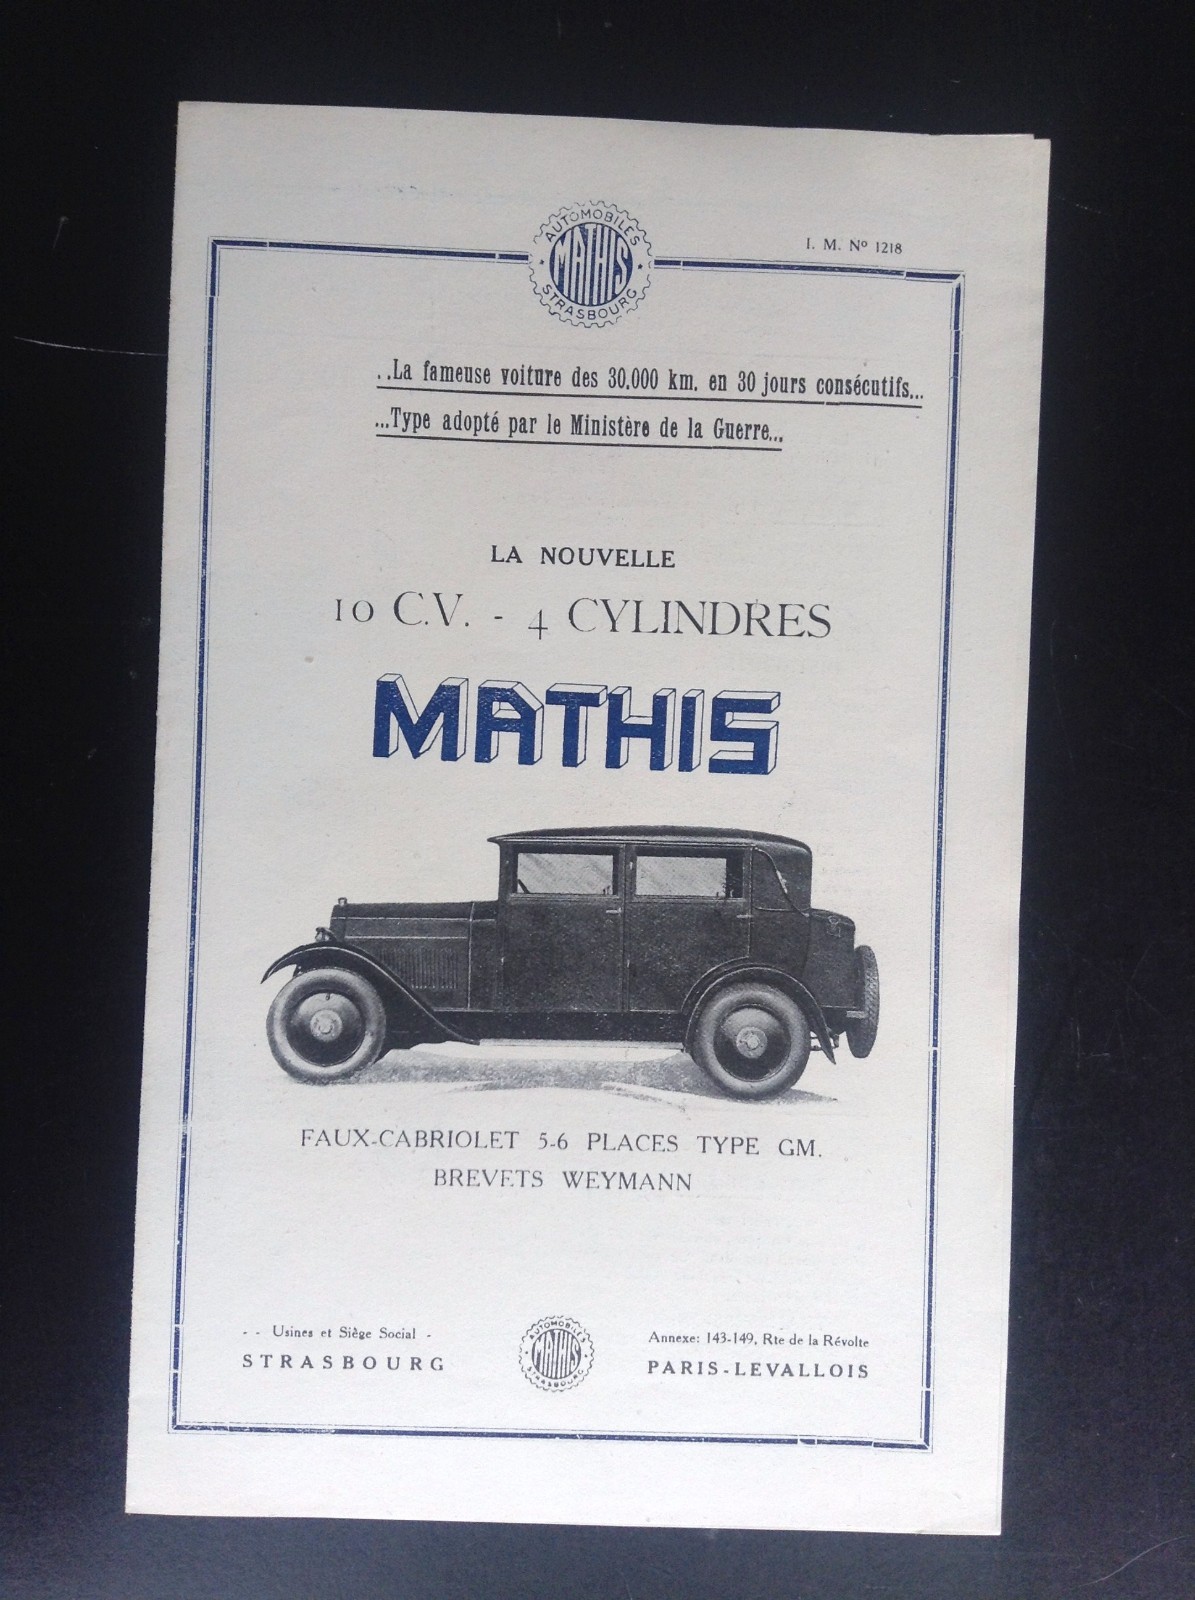 AUTOMOBILES
MATHIS
STRASBOURG
I. M. Nº 1218
..La fameuse voiture des 30.000 km. en 30 jours consécutifs...
...Type adopté par le Ministère de la Guerre...
LA NOUVELLE
10 C.V. - 4 CYLINDRES
MATHIS
FAUX-CABRIOLET 5-6 PLACES TYPE GM.
BREVETS WEYMANN
- - Usines et Siège Social -
STRASBOURG
AUTOMOBILES
MATHIS
STRASBOURG
Annexe: 143-149, Rte de la Révolte
PARIS-LEVALLOIS